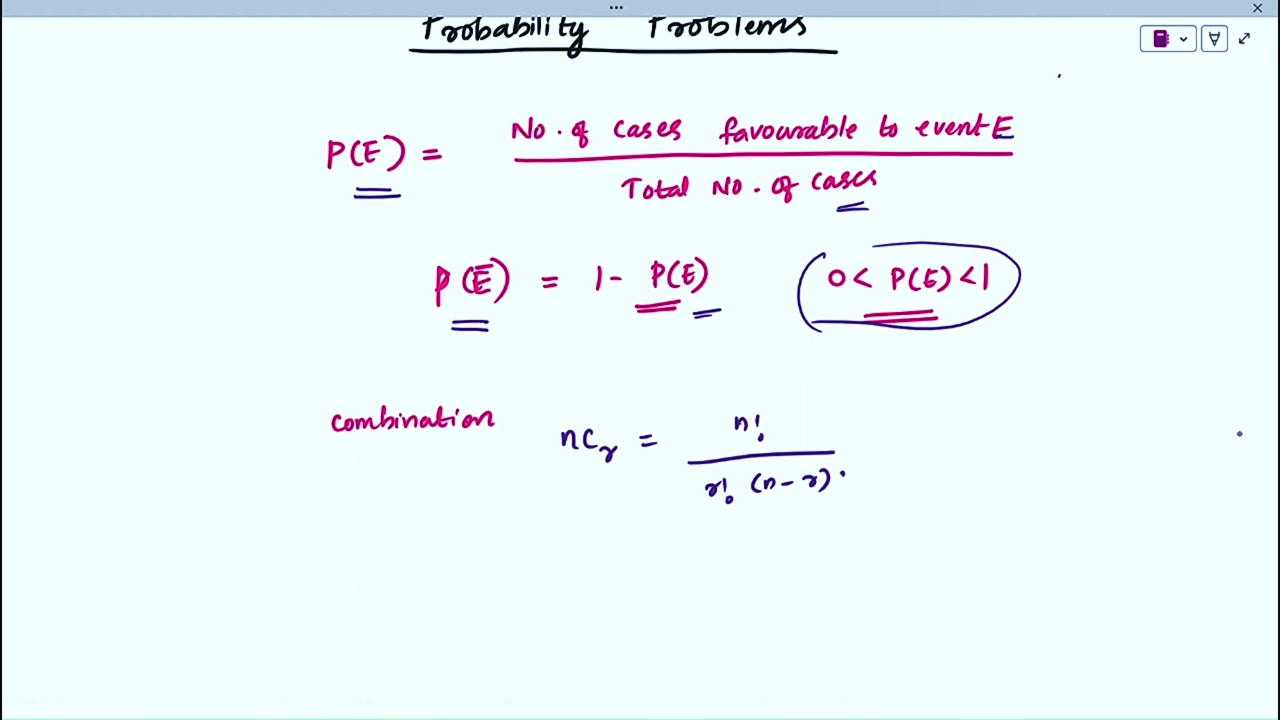 Probability Problems
P(E) = No. of cases favourable to event E
Total No. of cases
P(E̅) = 1 - P(E) 0 < P(E) < 1
combination nCr = n!
r! (n-r).